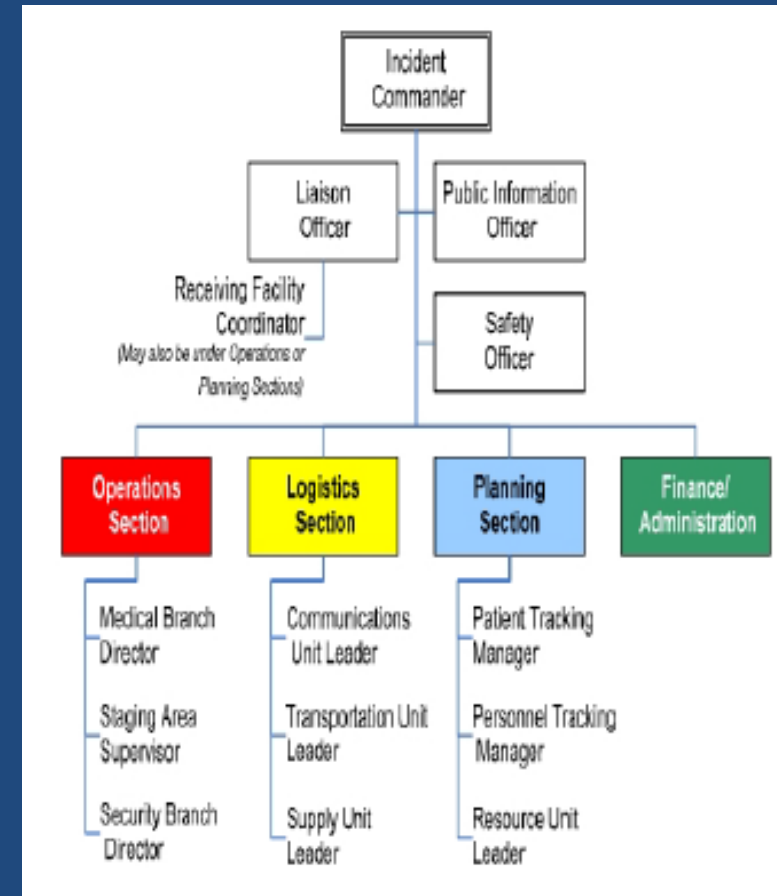 Incident
Commander
Liaison
Officer
Public Information
Officer
Receiving Facility
Coordinator
(May also be under Operations or
Planning Sections)
Safety
Officer
Operations
Section
Logistics
Section
Planning
Section
Finance/
Administration
Medical Branch
Director
Staging Area
Supervisor
Security Branch
Director
Communications
Unit Leader
Transportation Unit
Leader
Supply Unit
Leader
Patient Tracking
Manager
Personnel Tracking
Manager
Resource Unit
Leader